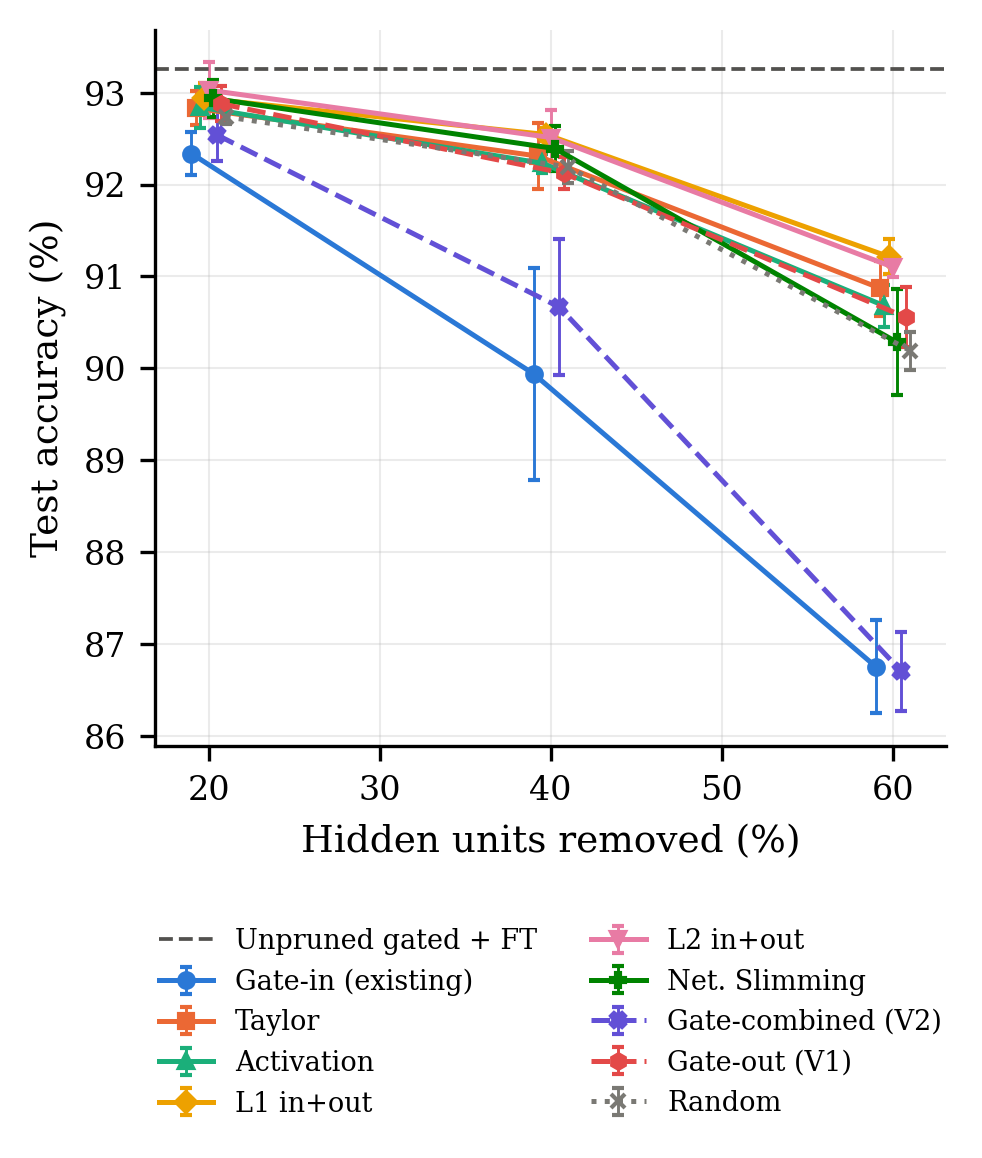 93
92
91
90
89
88
87
86
Test accuracy (%)
20 30 40 50 60
Hidden units removed (%)
Unpruned gated + FT
Gate-in (existing)
Taylor
Activation
L1 in+out
L2 in+out
Net. Slimming
Gate-combined (V2)
Gate-out (V1)
Random